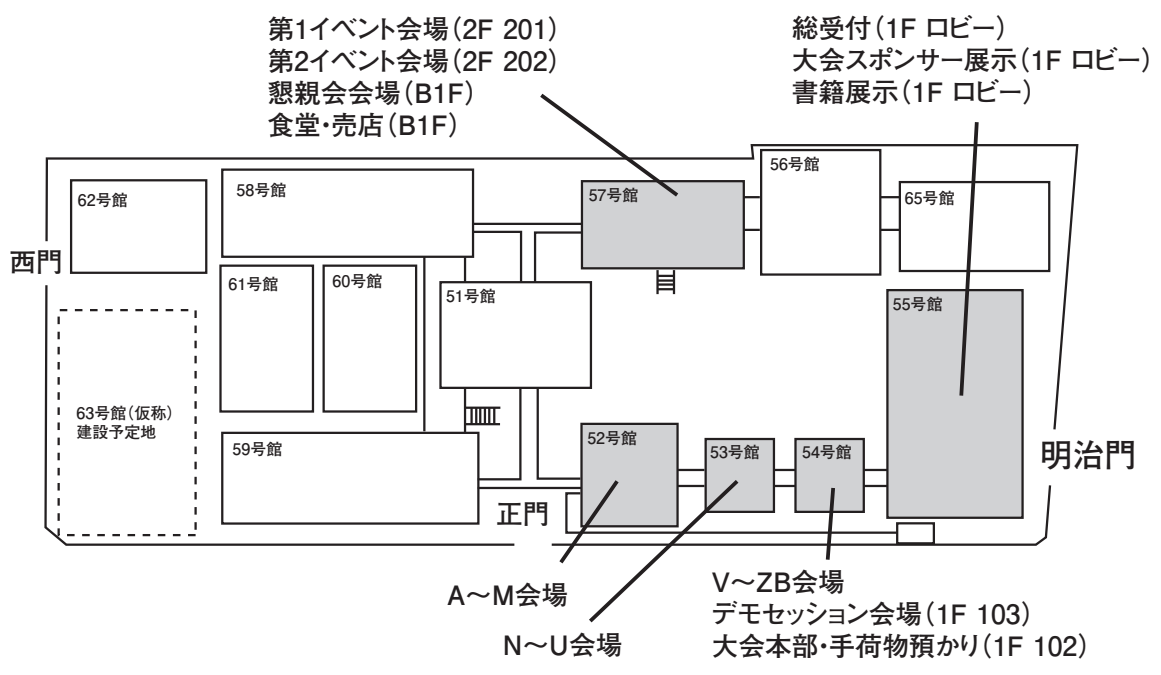 第1イベント会場(2F 201)
第2イベント会場(2F 202)
懇親会会場(B1F)
食堂・売店(B1F)
総受付(1F ロビー)
大会スポンサー展示(1F ロビー)
書籍展示(1F ロビー)
62号館
58号館
57号館
56号館
65号館
西門
61号館
60号館
51号館
55号館
63号館(仮称)
建設予定地
59号館
52号館
53号館
54号館
明治門
正門
A〜M会場
N〜U会場
V〜ZB会場
デモセッション会場(1F 103)
大会本部・手荷物預かり(1F 102)